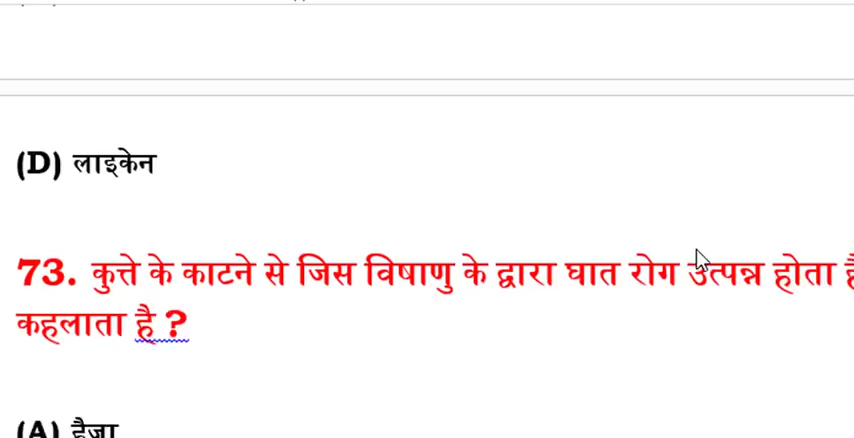 (D) लाइकेन
73. कुत्ते के काटने से जिस विषाणु के द्वारा घात रोग उत्पन्न होता है
कहलाता है ?
(A) हैजा